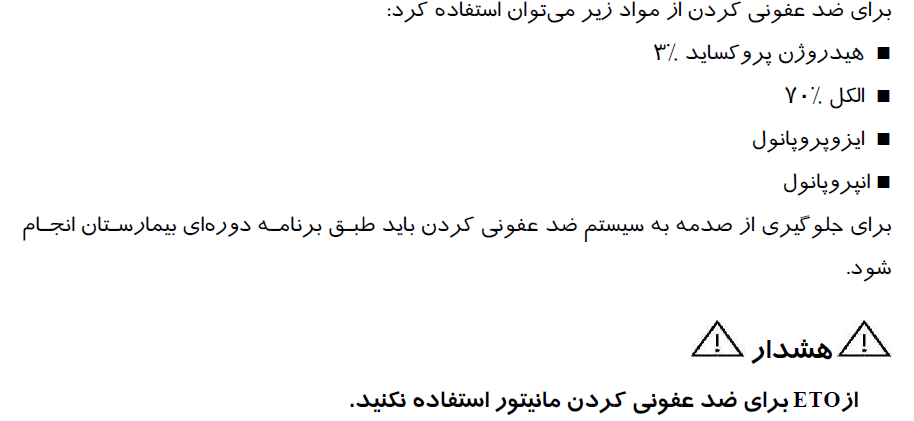 برای ضد عفونی کردن از مواد زیر می‌توان استفاده کرد:
■ هیدروژن پروکساید ٪۳
■ الکل ٪۷۰
■ ایزوپروپانول
■ انپروپانول
برای جلوگیری از صدمه به سیستم ضد عفونی کردن باید طبق برنامه دوره‌ای بیمارستان انجام
شود.
هشدار
از ETO برای ضد عفونی کردن مانیتور استفاده نکنید.